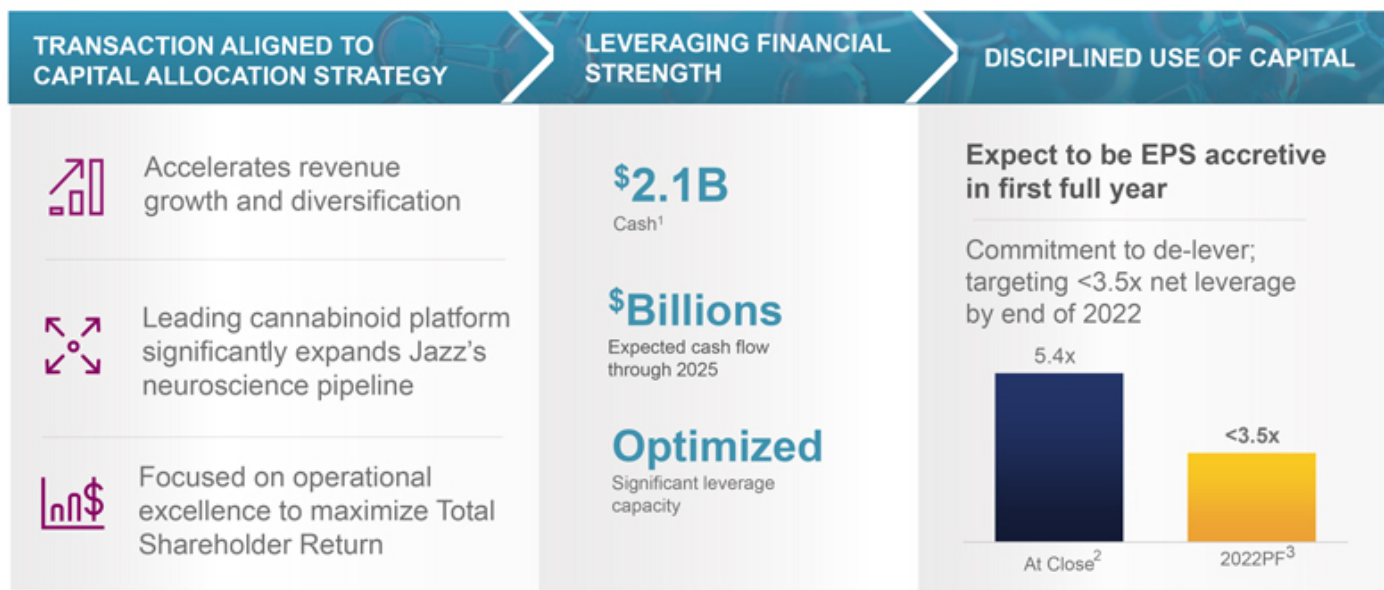 TRANSACTION ALIGNED TO
CAPITAL ALLOCATION STRATEGY
Accelerates revenue
growth and diversification
Leading cannabinoid platform
significantly expands Jazz’s
neuroscience pipeline
Focused on operational
excellence to maximize Total
Shareholder Return
LEVERAGING FINANCIAL
STRENGTH
$2.1B
Cash1
$Billions
Expected cash flow
through 2025
Optimized
Significant leverage
capacity
DISCIPLINED USE OF CAPITAL
Expect to be EPS accretive
in first full year
Commitment to de-lever;
targeting <3.5x net leverage
by end of 2022
5.4x
<3.5x
At Close2
2022PF3